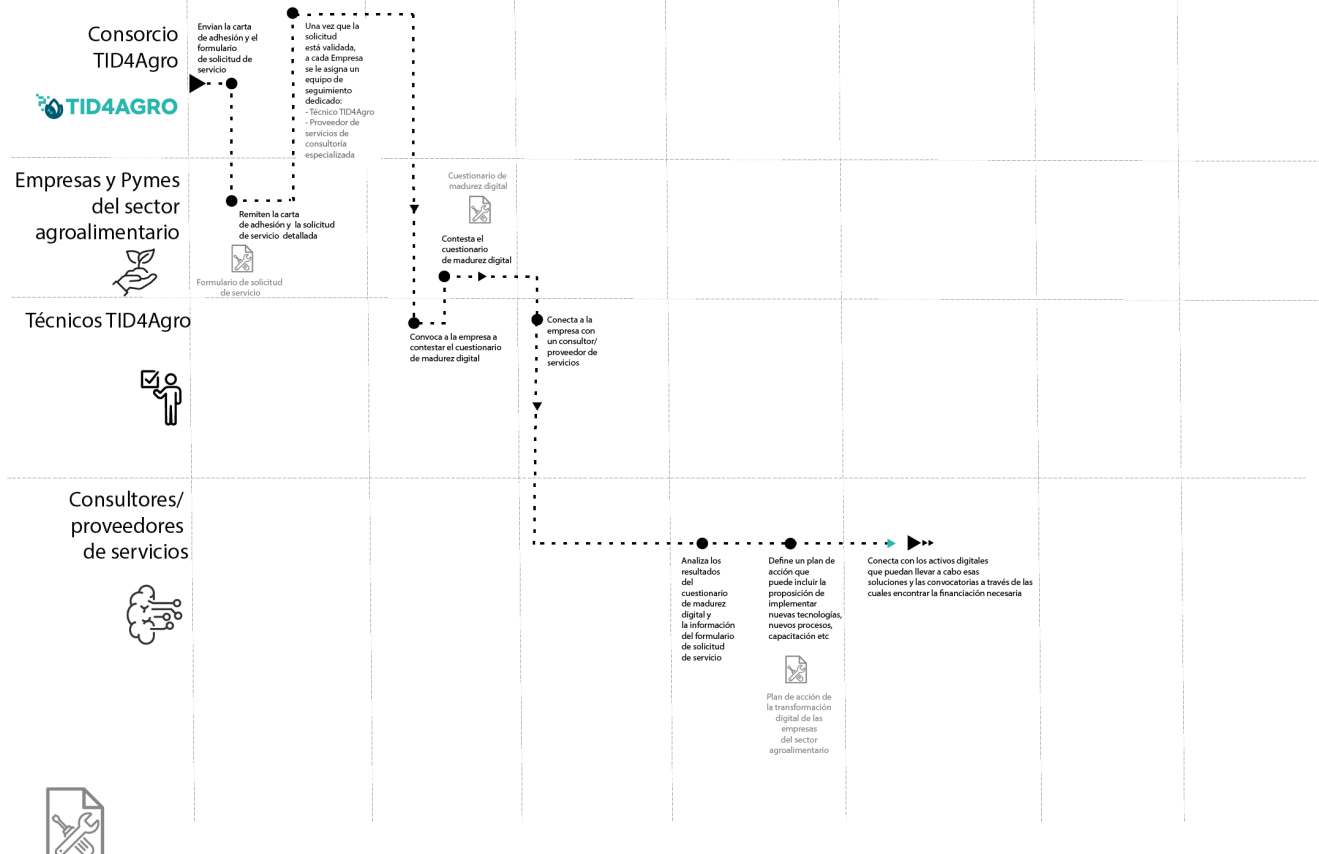 Consorcio
TID4Agro
TID4AGRO
Envian la carta
de adhesión y el
formulario
de solicitud de
servicio
Una vez que la
solicitud
está validada,
a cada Empresa
se le asigna un
equipo de
seguimiento
dedicado:
- Técnico TID4Agro
- Proveedor de
servicios de
consultoría
especializada
Empresas y Pymes
del sector
agroalimentario
Remiten la carta
de adhesión y la solicitud
de servicio detallada
Formulario de solicitud
de servicio
Cuestionario de
madurez digital
Contesta el
cuestionario
de madurez digital
Técnicos TID4Agro
Convoca a la empresa a
contestar el cuestionario
de madurez digital
Conecta a la
empresa con
un consultor/
proveedor de
servicios
Consultores/
proveedores
de servicios
Analiza los
resultados
del
cuestionario
de madurez
digital y
la información
del formulario
de solicitud
de servicio
Define un plan de
acción que
puede incluir la
proposición de
implementar
nuevas tecnologías,
nuevos procesos,
capacitación etc
Plan de acción de
la transformación
digital de las
empresas
del sector
agroalimentario
Conecta con los activos digitales
que puedan llevar a cabo esas
soluciones y las convocatorias a través de las
cuales encontrar la financiación necesaria